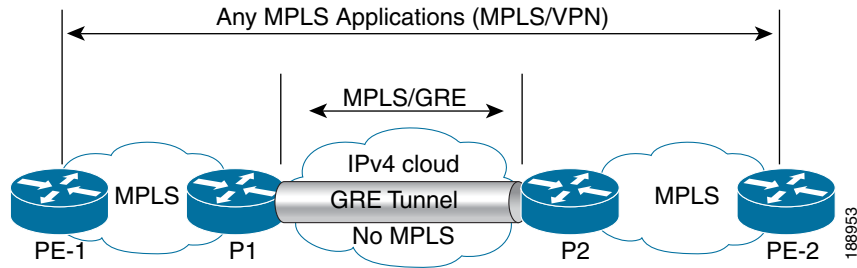 Any MPLS Applications (MPLS/VPN)
MPLS/GRE
IPv4 cloud
MPLS
GRE Tunnel
MPLS
No MPLS
PE-1
P1
P2
PE-2
188953